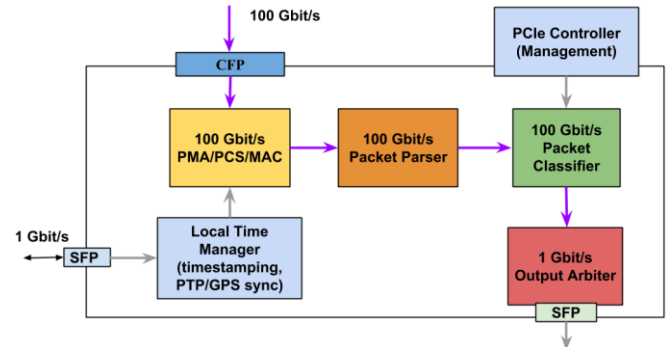 100 Gbit/s
PCIe Controller
(Management)
CFP
100 Gbit/s
PMA/PCS/MAC
100 Gbit/s
Packet Parser
100 Gbit/s
Packet
Classifier
1 Gbit/s
SFP
Local Time
Manager
(timestamping,
PTP/GPS sync)
1 Gbit/s
Output Arbiter
SFP